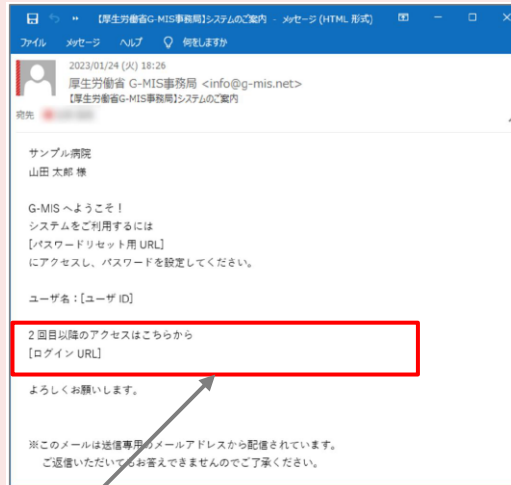 【厚生労働省G-MIS事務局】システムのご案内 - メッセージ (HTML 形式)
ファイル メッセージ ヘルプ 何をしますか
2023/01/24 (火) 18:26
厚生労働省 G-MIS事務局 <info@g-mis.net>
【厚生労働省G-MIS事務局】システムのご案内
宛先
サンプル病院
山田 太郎 様
G-MIS へようこそ！
システムをご利用するには
[パスワードリセット用 URL]
にアクセスし、パスワードを設定してください。
ユーザ名：[ユーザ ID]
２回目以降のアクセスはこちらから
[ログイン URL]
よろしくお願いします。
※このメールは送信専用のメールアドレスから配信されています。
ご返信いただいてもお答えできませんのでご了承ください。